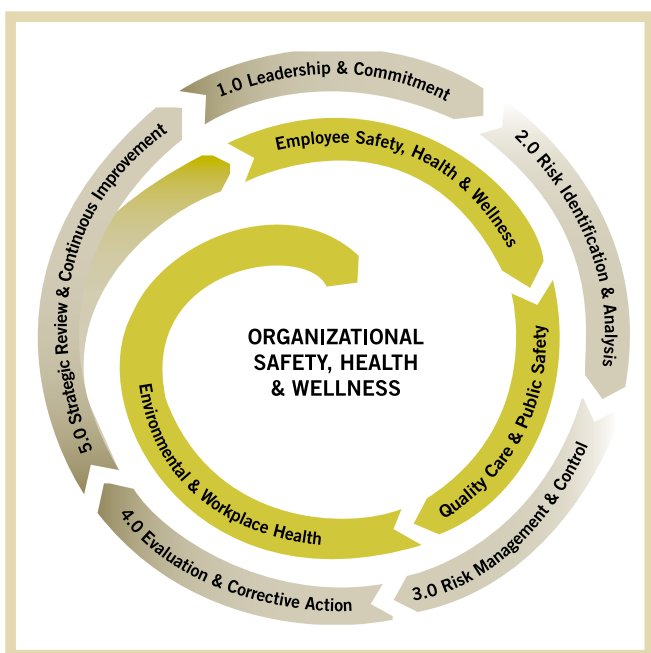 1.0 Leadership & Commitment
2.0 Risk Identification & Analysis
3.0 Risk Management & Control
4.0 Evaluation & Corrective Action
5.0 Strategic Review & Continuous Improvement
Employee Safety, Health & Wellness
Quality Care & Public Safety
Environmental & Workplace Health
ORGANIZATIONAL
SAFETY, HEALTH
& WELLNESS